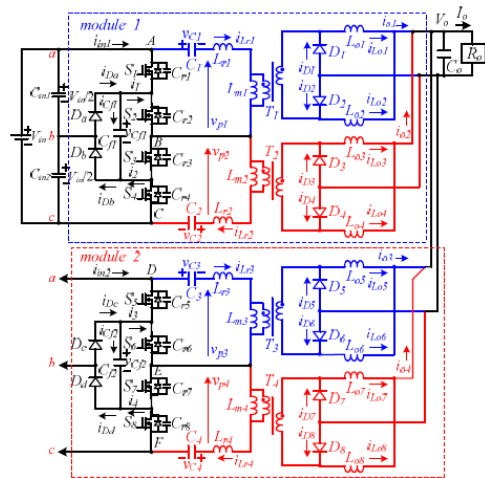 module 1
V_o I_o
i_o1
A
v_C1
C_1
i_Lr1
L_r1
L_o1 i_Lo1
a
i_in1
S_1
C_r1
D_1
C_o
R_o
i_Da
i_1
L_m1
i_D1
C_in1
V_in/2
D_a
C_f1
v_Cf1
S_2
C_r2
v_p1
T_1
i_D2
D_2
i_Lo2
L_o2
i_o2
V_in
b
B
D_b
S_3
C_r3
v_p2
T_2
L_o3 i_Lo3
D_3
C_in2
V_in/2
i_2
L_m2
i_D3
i_Db
S_4
C_r4
i_D4
D_4
c
C
C_2
v_C2
L_r2
i_Lr2
L_o4
i_Lo4
module 2
i_o3
D
v_C3
C_3
i_Lr3
L_r3
L_o5
i_Lo5
a
i_in2
S_5
C_r5
D_5
i_Dc
i_3
L_m3
i_D5
D_c
i_Cf2
C_f2
v_Cf2
S_6
C_r6
v_p3
T_3
i_D6
D_6
i_Lo6
L_o6
i_o4
b
E
D_d
S_7
C_r7
v_p4
T_4
L_o7 i_Lo7
D_7
i_4
L_m4
i_D7
i_Dd
S_8
C_r8
i_D8
D_8
c
F
C_4
v_C4
L_r4
i_Lr4
L_o8
i_Lo8